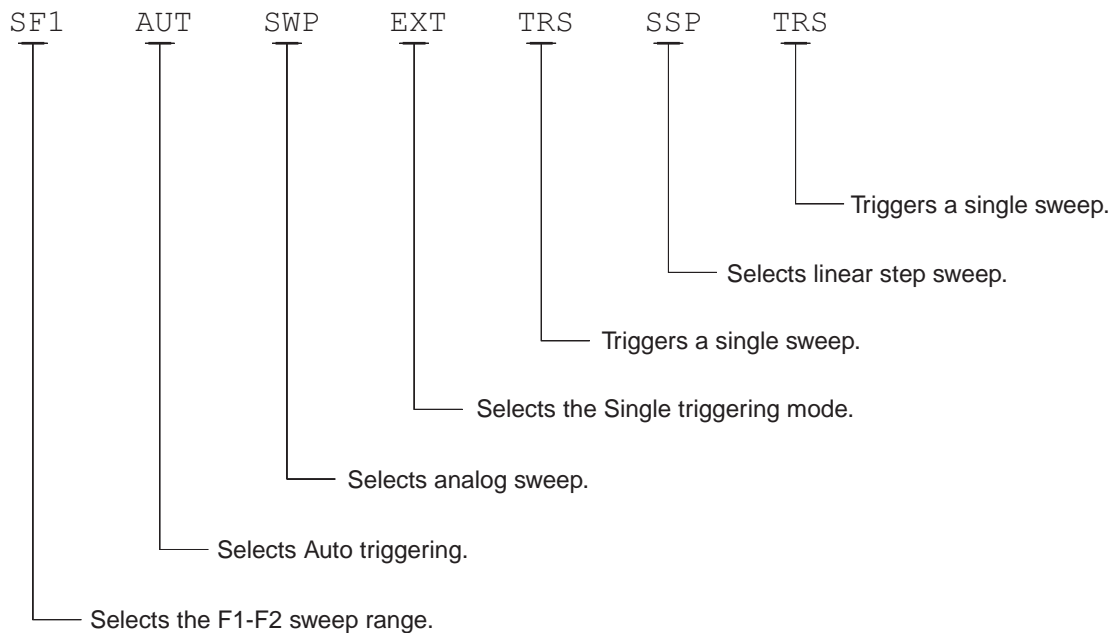 SF1 AUT SWP EXT TRS SSP TRS
Triggers a single sweep.
Selects linear step sweep.
Triggers a single sweep.
Selects the Single triggering mode.
Selects analog sweep.
Selects Auto triggering.
Selects the F1-F2 sweep range.